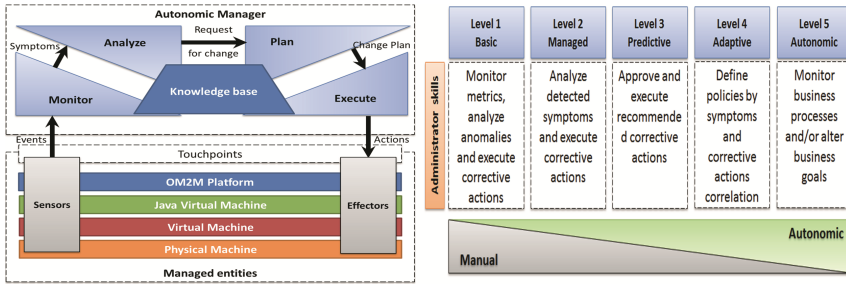 Autonomic Manager
Symptoms
Analyze
Request
for change
Plan
Change Plan
Monitor
Knowledge base
Execute
Events
Actions
Touchpoints
Sensors
OM2M Platform
Java Virtual Machine
Virtual Machine
Physical Machine
Effectors
Managed entities
Administrator skills
Level 1
Basic
Monitor
metrics,
analyze
anomalies
and execute
corrective
actions
Level 2
Managed
Analyze
detected
symptoms
and execute
corrective
actions
Level 3
Predictive
Approve and
execute
recommende
d corrective
actions
Level 4
Adaptive
Define
policies by
symptoms
and
corrective
actions
correlation
Level 5
Autonomic
Monitor
business
processes
and/or alter
business
goals
Autonomic
Manual